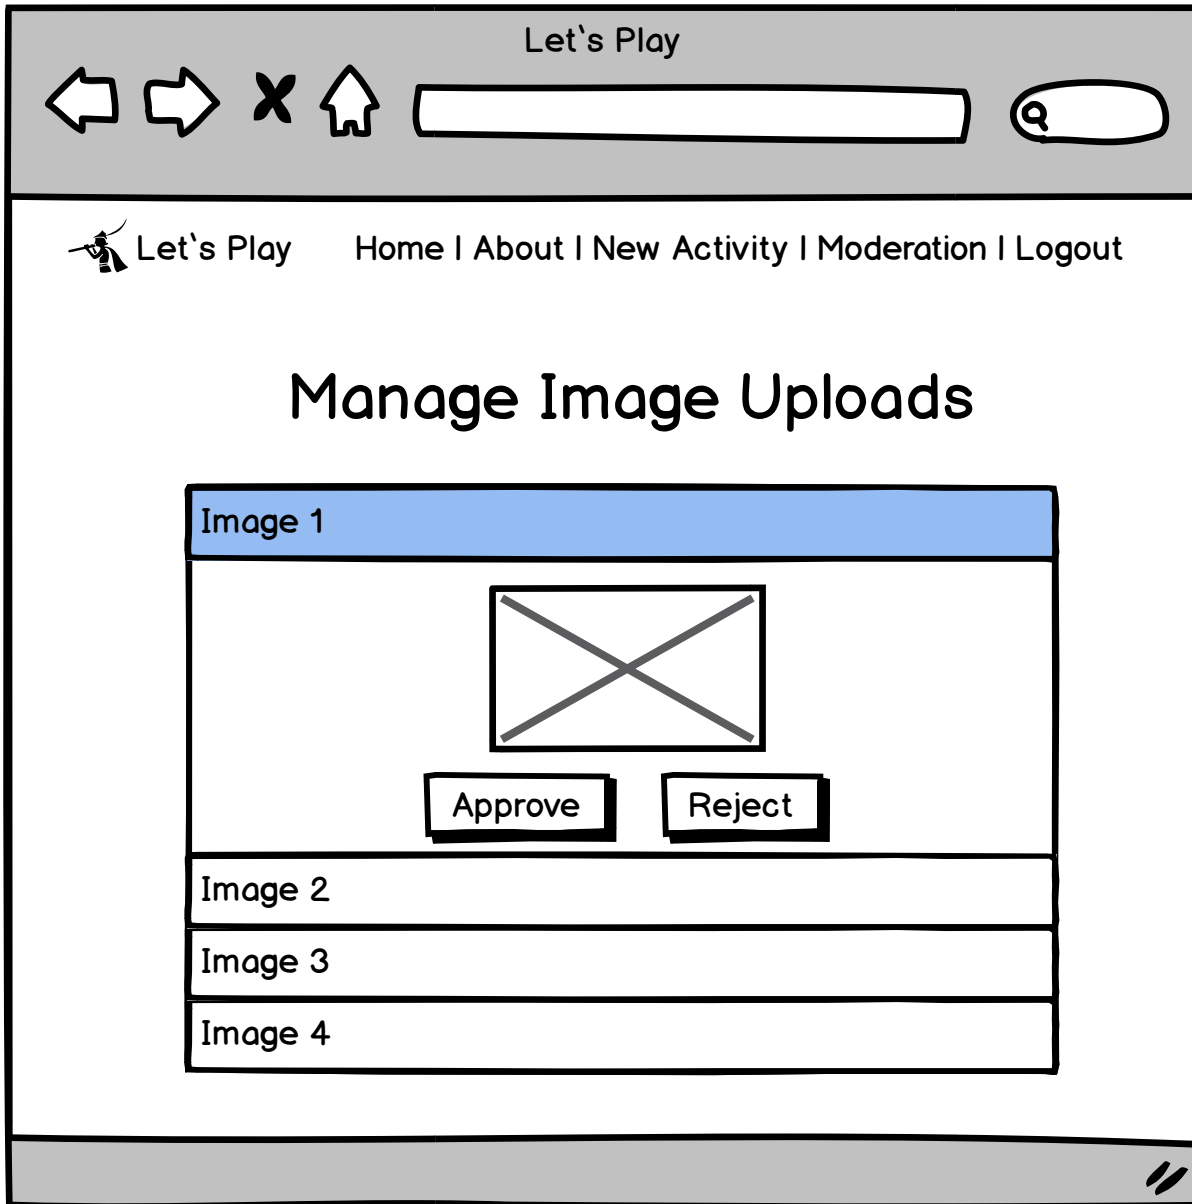 Let`s Play
Let`s Play Home | About | New Activity | Moderation | Logout
Manage Image Uploads
Image 1
Approve Reject
Image 2
Image 3
Image 4